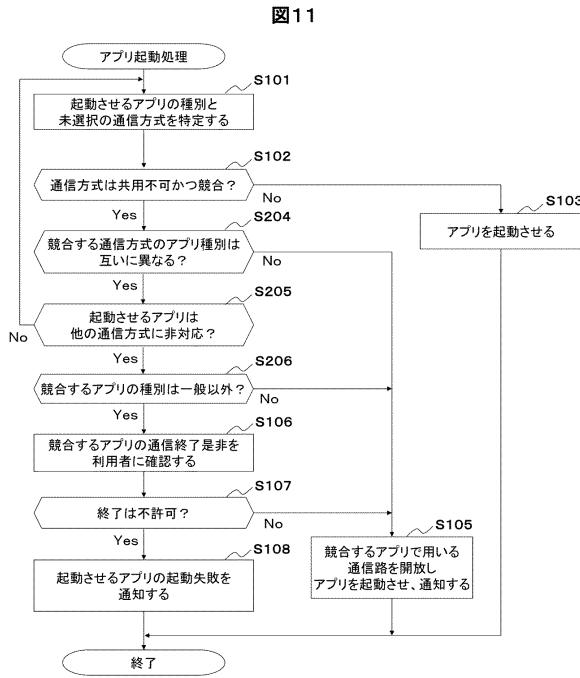 図11
アプリ起動処理
S101
起動させるアプリの種別と
未選択の通信方式を特定する
S102
通信方式は共用不可かつ競合？
No
Yes
S103
アプリを起動させる
S204
競合する通信方式のアプリ種別は
互いに異なる？
No
Yes
S205
起動させるアプリは
他の通信方式に非対応？
No
Yes
S206
競合するアプリの種別は一般以外？
No
Yes
S106
競合するアプリの通信終了是非を
利用者に確認する
S107
終了は不許可？
No
Yes
S105
競合するアプリで用いる
通信路を開放し
アプリを起動させ、通知する
S108
起動させるアプリの起動失敗を
通知する
終了